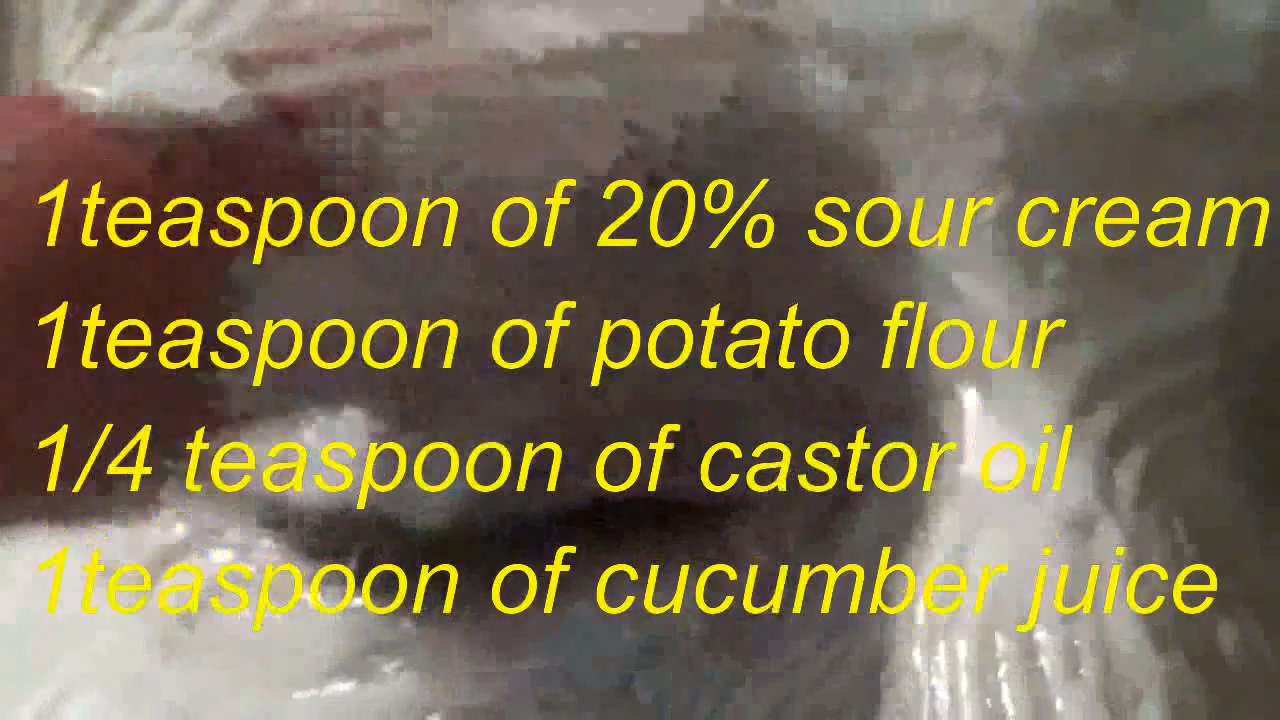 1teaspoon of 20% sour cream
1teaspoon of potato flour
1/4 teaspoon of castor oil
1teaspoon of cucumber juice